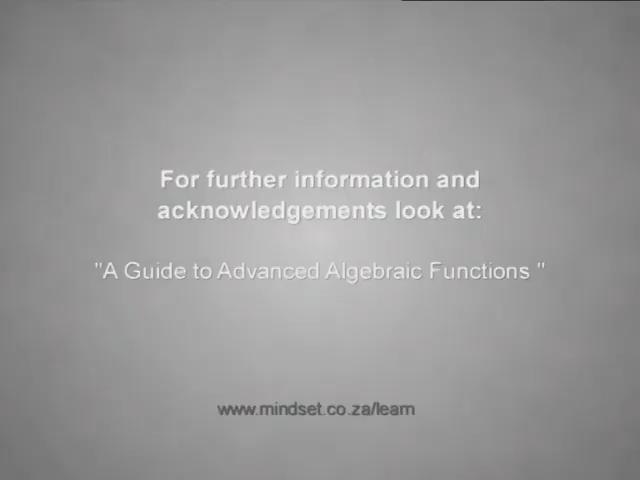 For further information and
acknowledgements look at:
"A Guide to Advanced Algebraic Functions "
www.mindset.co.za/learn